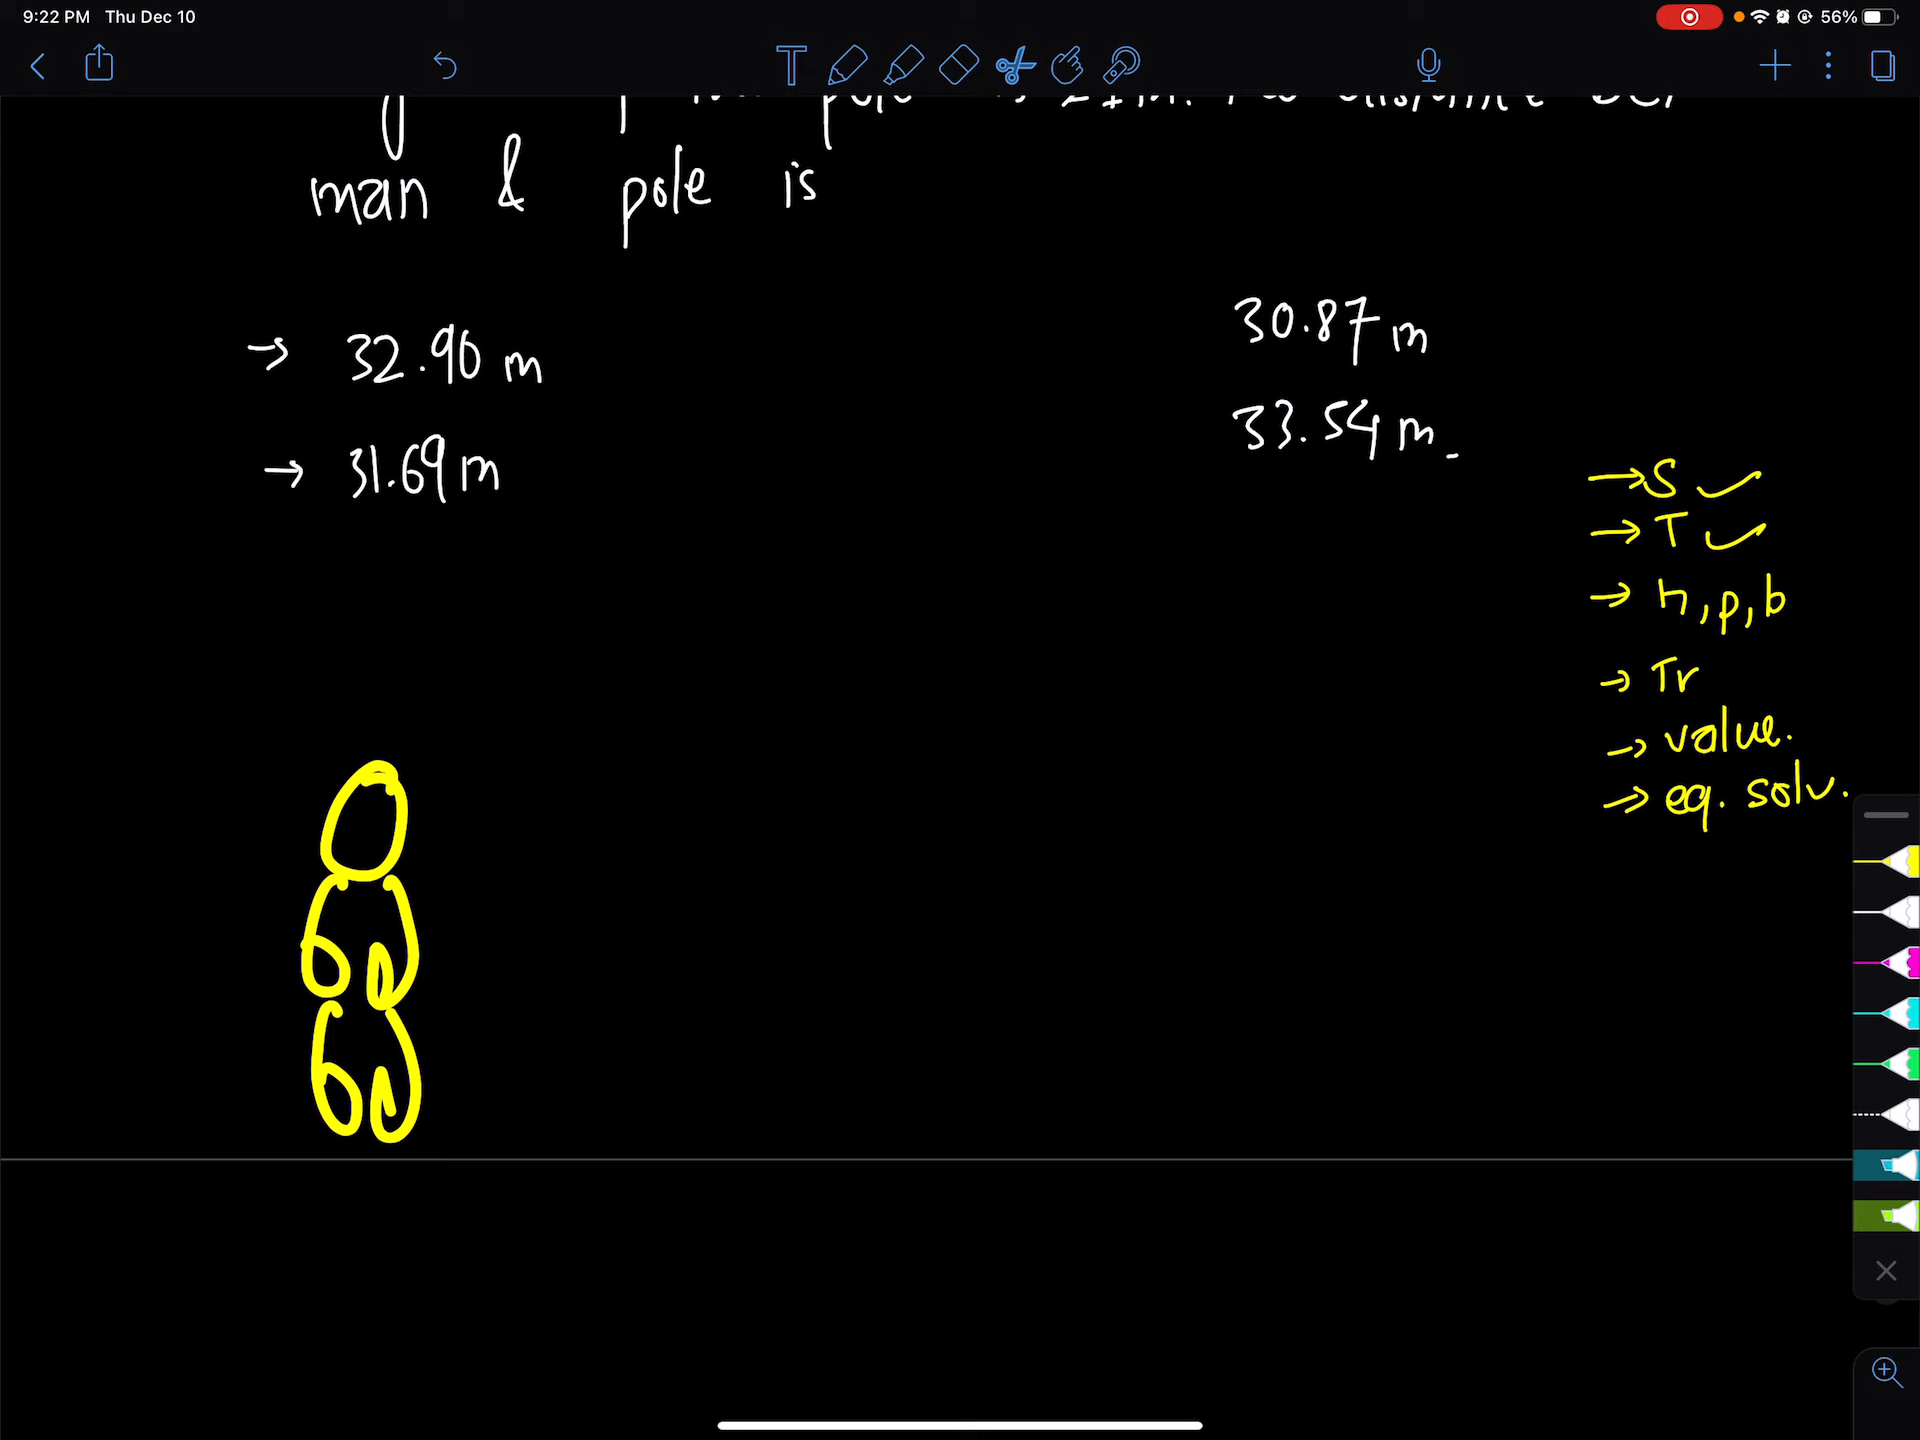 9:22 PM Thu Dec 10
56%
man & pole is
→ 32.90 m
30.87 m
→ 31.69 m
33.54 m.
→ S ✓
→ T ✓
→ h, p, b
→ Tr
→ value.
→ eq. solv.